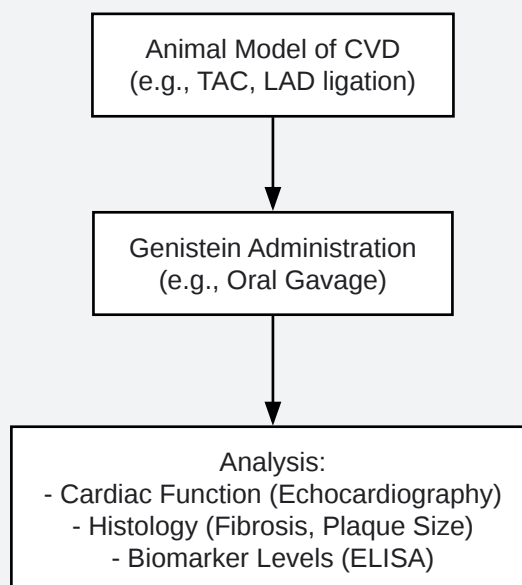 Animal Model of CVD
(e.g., TAC, LAD ligation)
Genistein Administration
(e.g., Oral Gavage)
Analysis:
- Cardiac Function (Echocardiography)
- Histology (Fibrosis, Plaque Size)
- Biomarker Levels (ELISA)